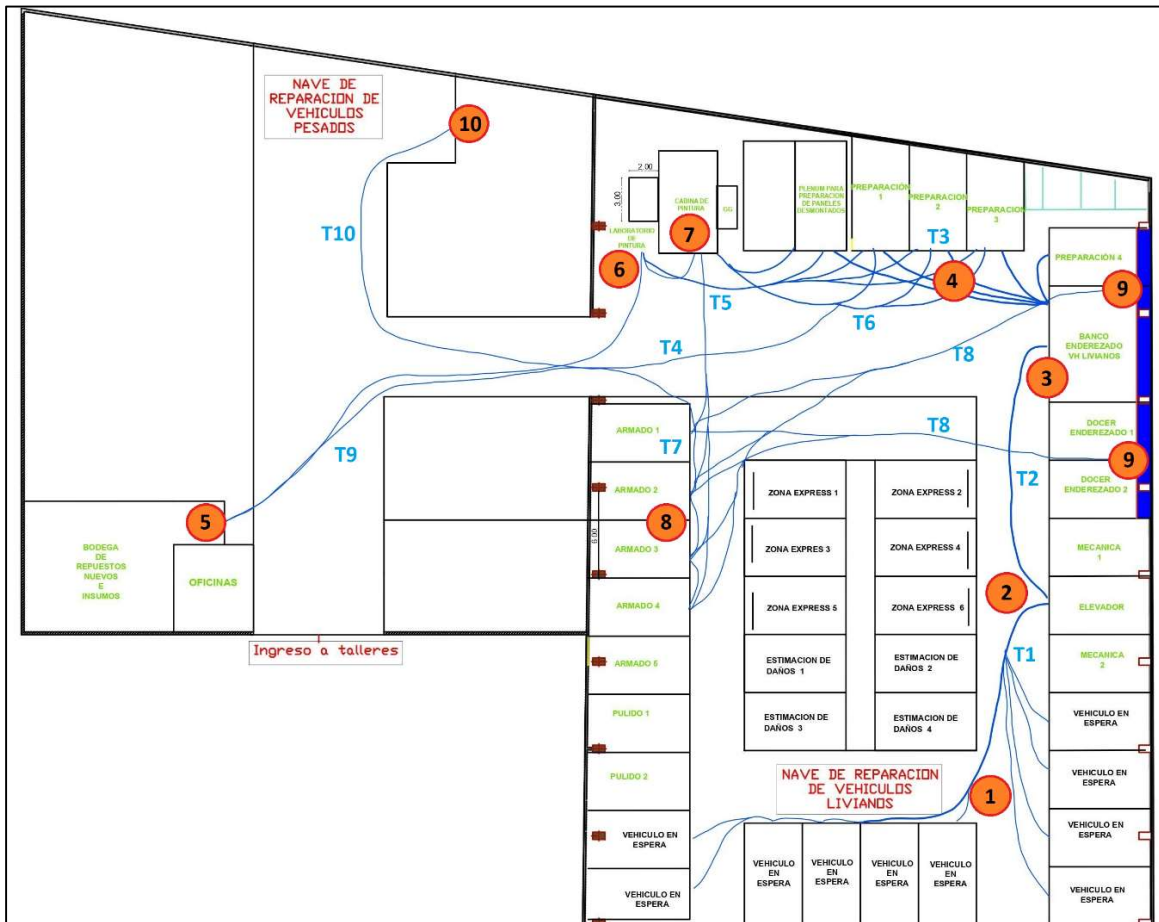 NAVE DE
REPARACION DE
VEHICULOS
PESADOS
10
T10
2.00
3.00
LABORATORIO
DE
PINTURA
6
CABINA DE
PINTURA
7
PLENUM PARA
PREPARACION
DE PANELES
DESMONTADOS
PREPARACIÓN
1
PREPARACION
2
PREPARACION
3
T3
4
T5
T6
T4
PREPARACIÓN 4
9
BANCO
ENDEREZADO
VH LIVIANOS
3
T8
T8
DOCER
ENDEREZADO 1
9
DOCER
ENDEREZADO 2
T2
T9
5
BODEGA
DE
REPUESTOS
NUEVOS
E
INSUMOS
OFICINAS
Ingreso a talleres
ARMADO 1
T7
ARMADO 2
8
6.00
ARMADO 3
ARMADO 4
ARMADO 5
PULIDO 1
PULIDO 2
VEHICULO EN
ESPERA
VEHICULO EN
ESPERA
ZONA EXPRESS 1
ZONA EXPRESS 2
ZONA EXPRES 3
ZONA EXPRESS 4
ZONA EXPRESS 5
ZONA EXPRESS 6
ESTIMACION DE
DAÑOS 1
ESTIMACION DE
DAÑOS 2
ESTIMACION DE
DAÑOS 3
ESTIMACION DE
DAÑOS 4
NAVE DE REPARACION
DE VEHICULOS
LIVIANOS
1
VEHICULO EN
ESPERA
VEHICULO EN
ESPERA
VEHICULO EN
ESPERA
VEHICULO EN
ESPERA
MECANICA
1
2
ELEVADOR
T1
MECANICA
2
VEHICULO EN
ESPERA
VEHICULO EN
ESPERA
VEHICULO EN
ESPERA
VEHICULO EN
ESPERA